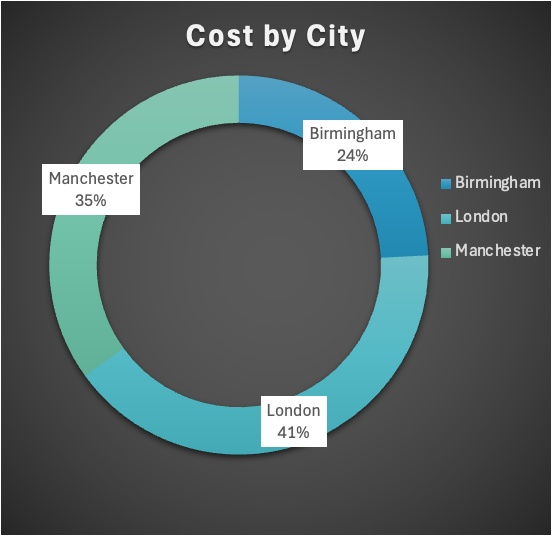 Cost by City
Birmingham
24%
Manchester
35%
London
41%
Birmingham
London
Manchester